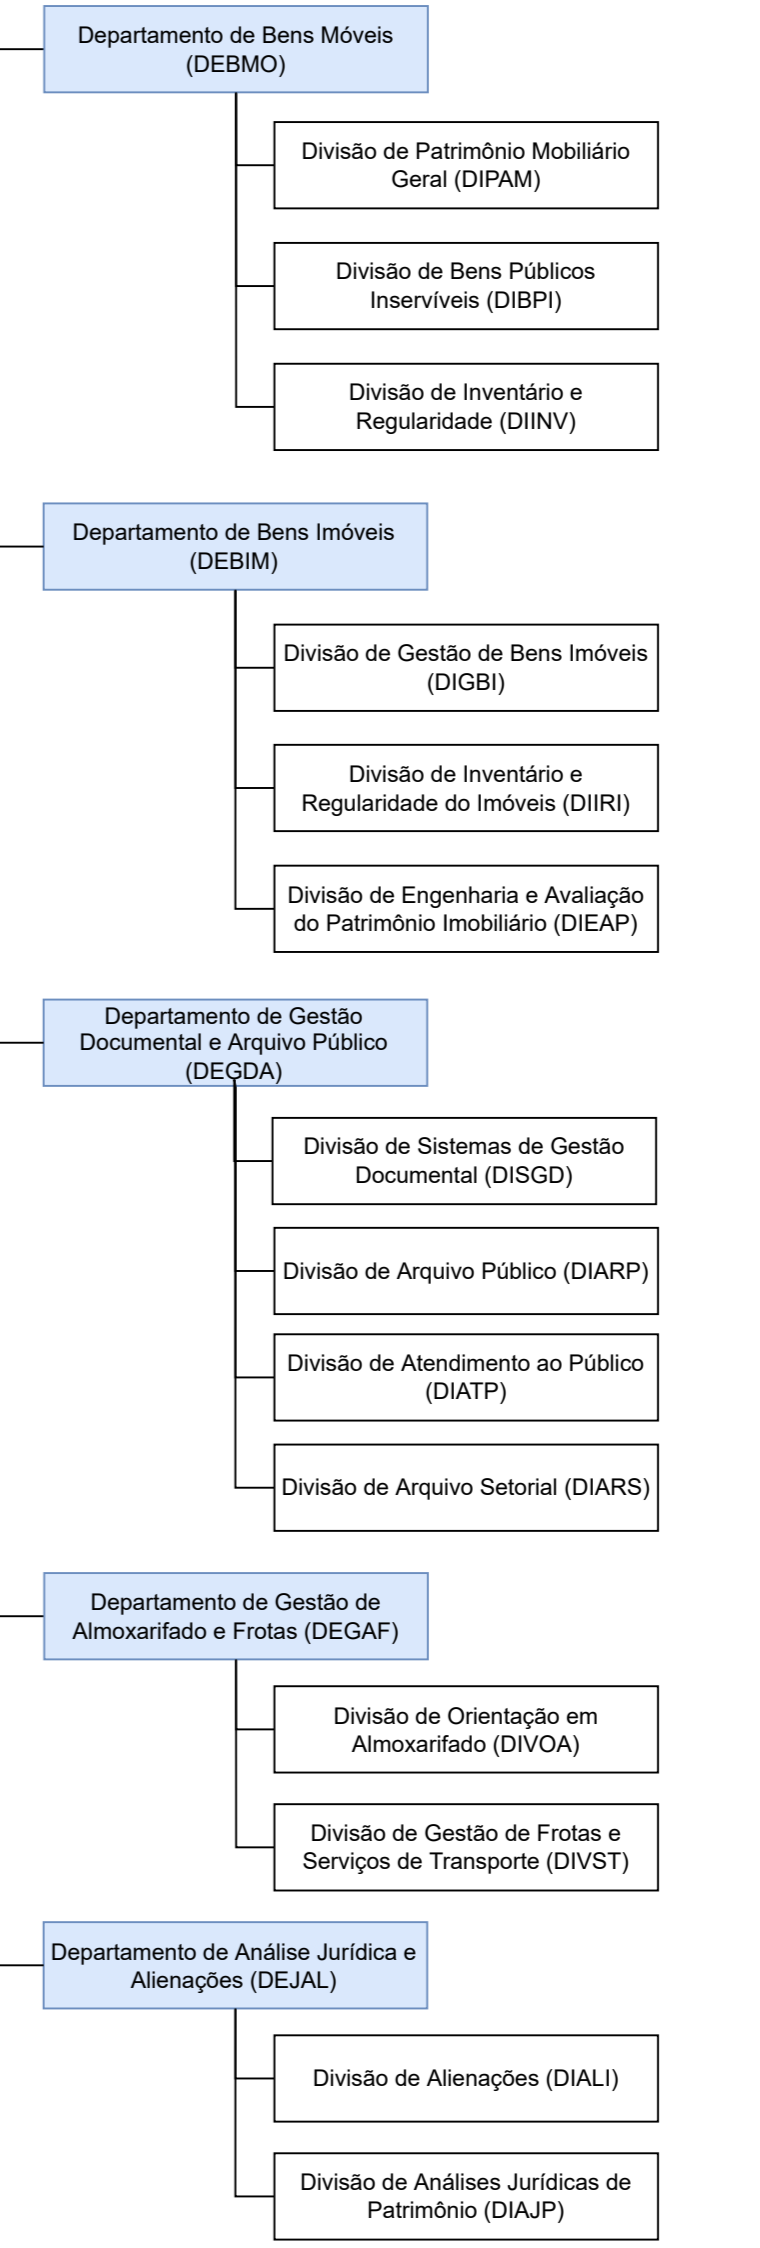 Departamento de Bens Móveis
(DEBMO)
Divisão de Patrimônio Mobiliário
Geral (DIPAM)
Divisão de Bens Públicos
Inservíveis (DIBPI)
Divisão de Inventário e
Regularidade (DIINV)
Departamento de Bens Imóveis
(DEBIM)
Divisão de Gestão de Bens Imóveis
(DIGBI)
Divisão de Inventário e
Regularidade do Imóveis (DIIRI)
Divisão de Engenharia e Avaliação
do Patrimônio Imobiliário (DIEAP)
Departamento de Gestão
Documental e Arquivo Público
(DEGDA)
Divisão de Sistemas de Gestão
Documental (DISGD)
Divisão de Arquivo Público (DIARP)
Divisão de Atendimento ao Público
(DIATP)
Divisão de Arquivo Setorial (DIARS)
Departamento de Gestão de
Almoxarifado e Frotas (DEGAF)
Divisão de Orientação em
Almoxarifado (DIVOA)
Divisão de Gestão de Frotas e
Serviços de Transporte (DIVST)
Departamento de Análise Jurídica e
Alienações (DEJAL)
Divisão de Alienações (DIALI)
Divisão de Análises Jurídicas de
Patrimônio (DIAJP)